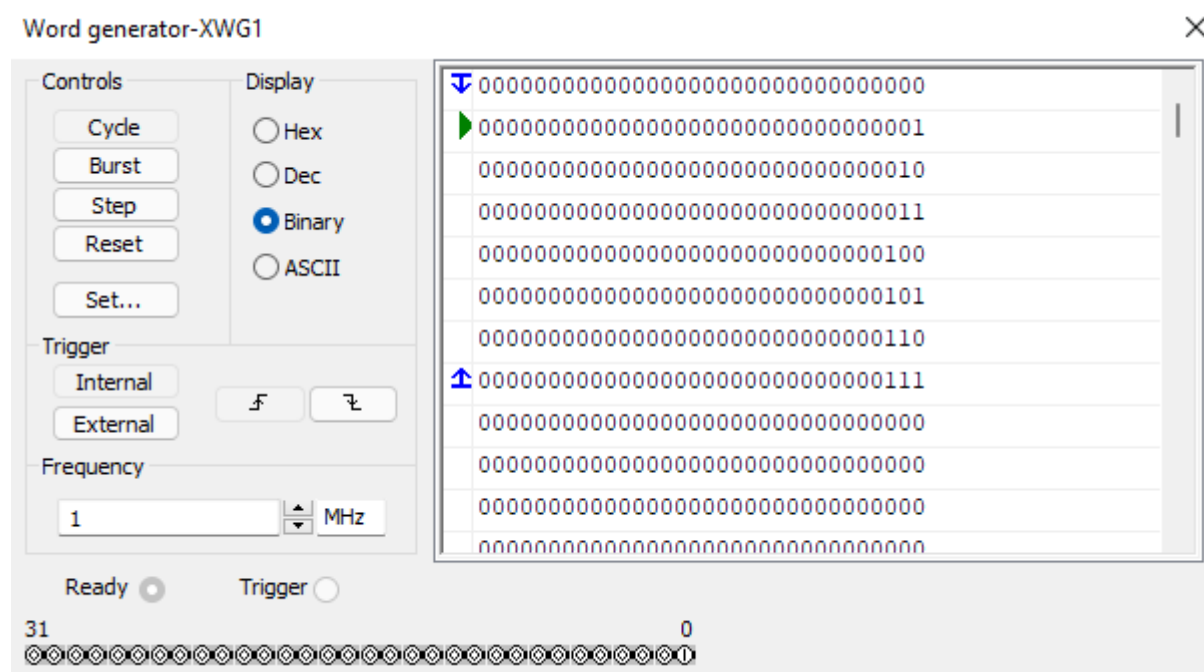 Word generator-XWG1
Controls
Cycle
Burst
Step
Reset
Set...
Display
Hex
Dec
Binary
ASCII
Trigger
Internal
External
Frequency
1
MHz
Ready
Trigger
31
0
00000000000000000000000000000000
00000000000000000000000000000001
00000000000000000000000000000010
00000000000000000000000000000011
00000000000000000000000000000100
00000000000000000000000000000101
00000000000000000000000000000110
00000000000000000000000000000111
00000000000000000000000000000000
00000000000000000000000000000000
00000000000000000000000000000000
00000000000000000000000000000000